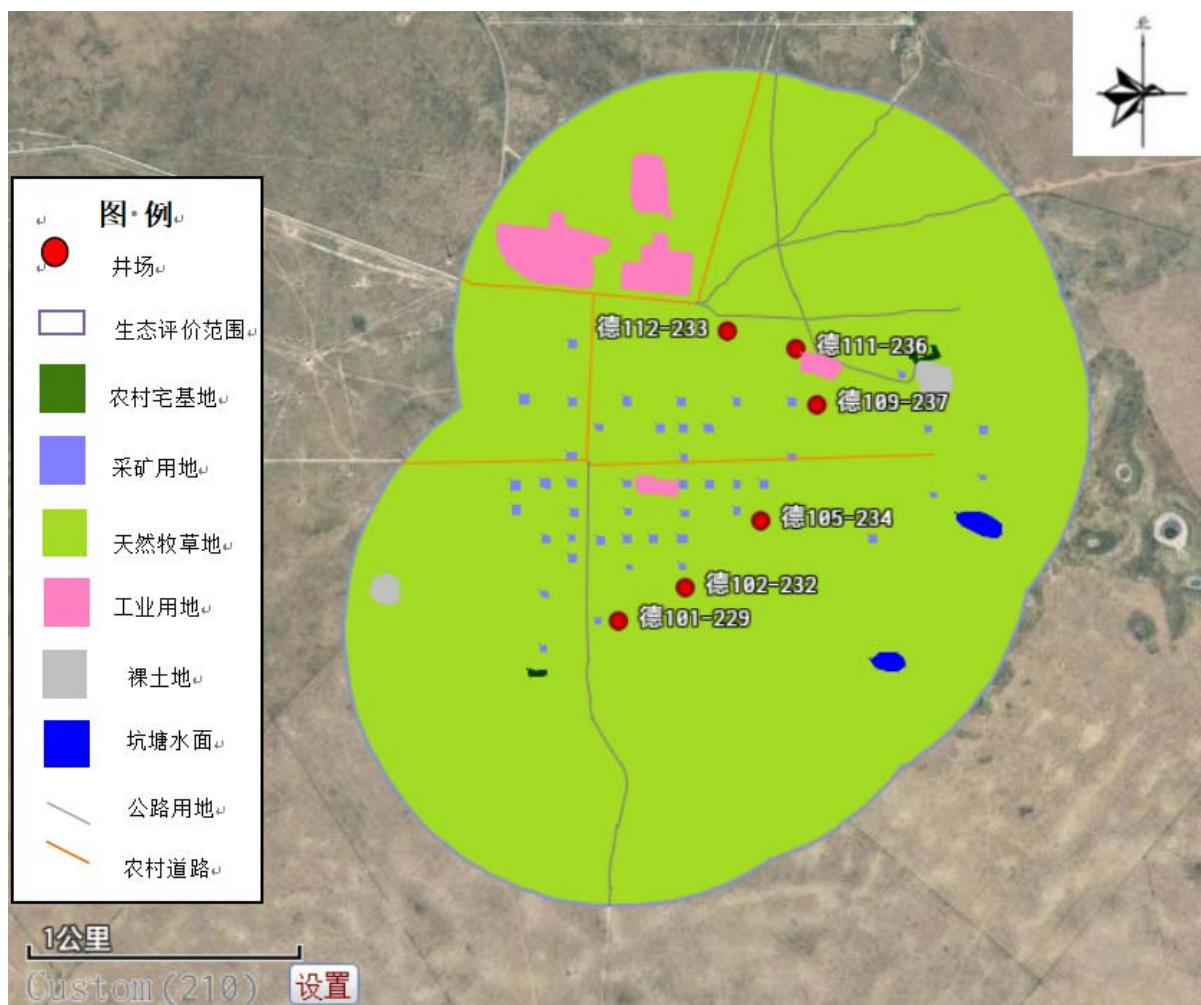 北
图·例
井场
生态评价范围
农村宅基地
采矿用地
天然牧草地
工业用地
裸土地
坑塘水面
公路用地
农村道路
德112-233
德111-236
德109-237
德105-234
德102-232
德101-229
1公里
Custom(210)
设置